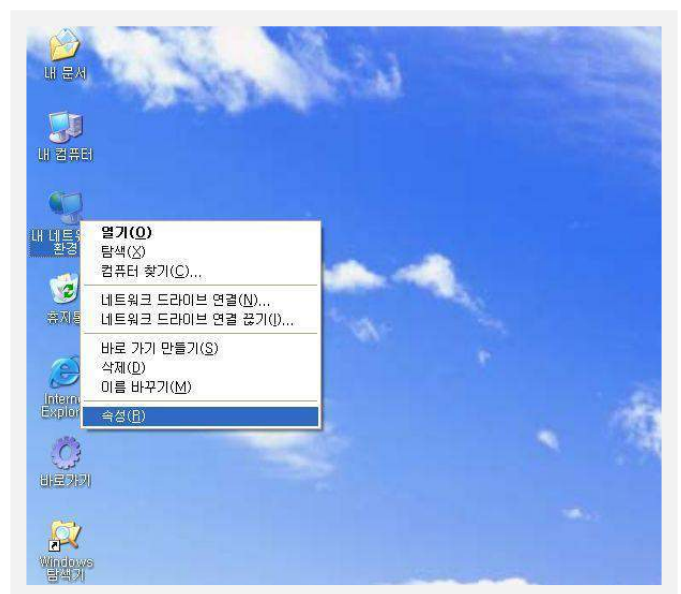 내 문서
내 컴퓨터
내 네트워
환경
열기(O)
탐색(X)
컴퓨터 찾기(C)...
네트워크 드라이브 연결(N)...
네트워크 드라이브 연결 끊기(I)...
바로 가기 만들기(S)
삭제(D)
이름 바꾸기(M)
속성(R)
휴지통
Intern
Explor
바로가기
Windows
탐색기